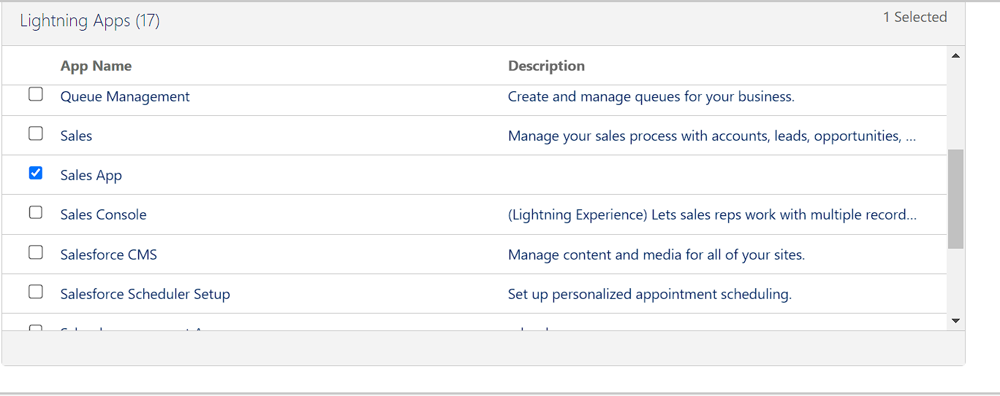 Lightning Apps (17)
1 Selected
App Name Description
Queue Management Create and manage queues for your business.
Sales Manage your sales process with accounts, leads, opportunities, ...
Sales App
Sales Console (Lightning Experience) Lets sales reps work with multiple record...
Salesforce CMS Manage content and media for all of your sites.
Salesforce Scheduler Setup Set up personalized appointment scheduling.